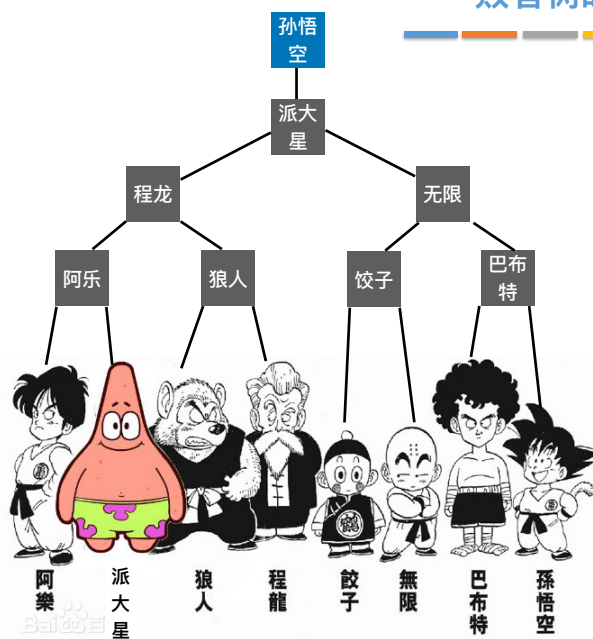 孙悟
空
派大
星
程龙
无限
阿乐
狼人
饺子
巴布
特
阿樂
派大星
狼人
程龍
餃子
無限
巴布特
孫悟空
Bai 百